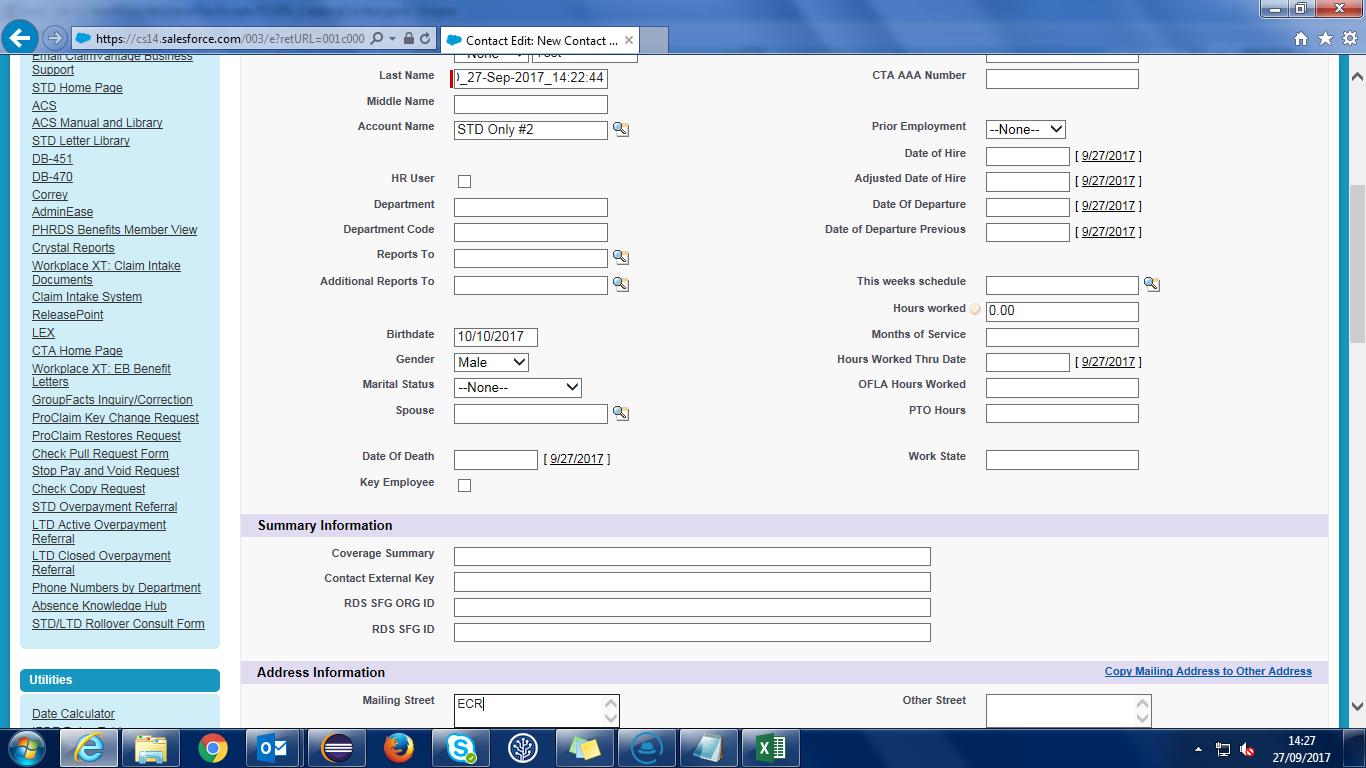 https://cs14.salesforce.com/003/e?retURL=001c000
Contact Edit: New Contact ...
Email ClaimVantage Business
Support
STD Home Page
ACS
ACS Manual and Library
STD Letter Library
DB-451
DB-470
Correy
AdminEase
PHRDS Benefits Member View
Crystal Reports
Workplace XT: Claim Intake
Documents
Claim Intake System
ReleasePoint
LEX
CTA Home Page
Workplace XT: EB Benefit
Letters
GroupFacts Inquiry/Correction
ProClaim Key Change Request
ProClaim Restores Request
Check Pull Request Form
Stop Pay and Void Request
Check Copy Request
STD Overpayment Referral
LTD Active Overpayment
Referral
LTD Closed Overpayment
Referral
Phone Numbers by Department
Absence Knowledge Hub
STD/LTD Rollover Consult Form
Utilities
Date Calculator
Last Name _27-Sep-2017_14:22:44
Middle Name
Account Name STD Only #2
HR User
Department
Department Code
Reports To
Additional Reports To
Birthdate 10/10/2017
Gender Male
Marital Status --None--
Spouse
Date Of Death [ 9/27/2017 ]
Key Employee
CTA AAA Number
Prior Employment --None--
Date of Hire [ 9/27/2017 ]
Adjusted Date of Hire [ 9/27/2017 ]
Date Of Departure [ 9/27/2017 ]
Date of Departure Previous [ 9/27/2017 ]
This weeks schedule
Hours worked 0.00
Months of Service
Hours Worked Thru Date [ 9/27/2017 ]
OFLA Hours Worked
PTO Hours
Work State
Summary Information
Coverage Summary
Contact External Key
RDS SFG ORG ID
RDS SFG ID
Address Information
Copy Mailing Address to Other Address
Mailing Street ECR
Other Street
14:27
27/09/2017